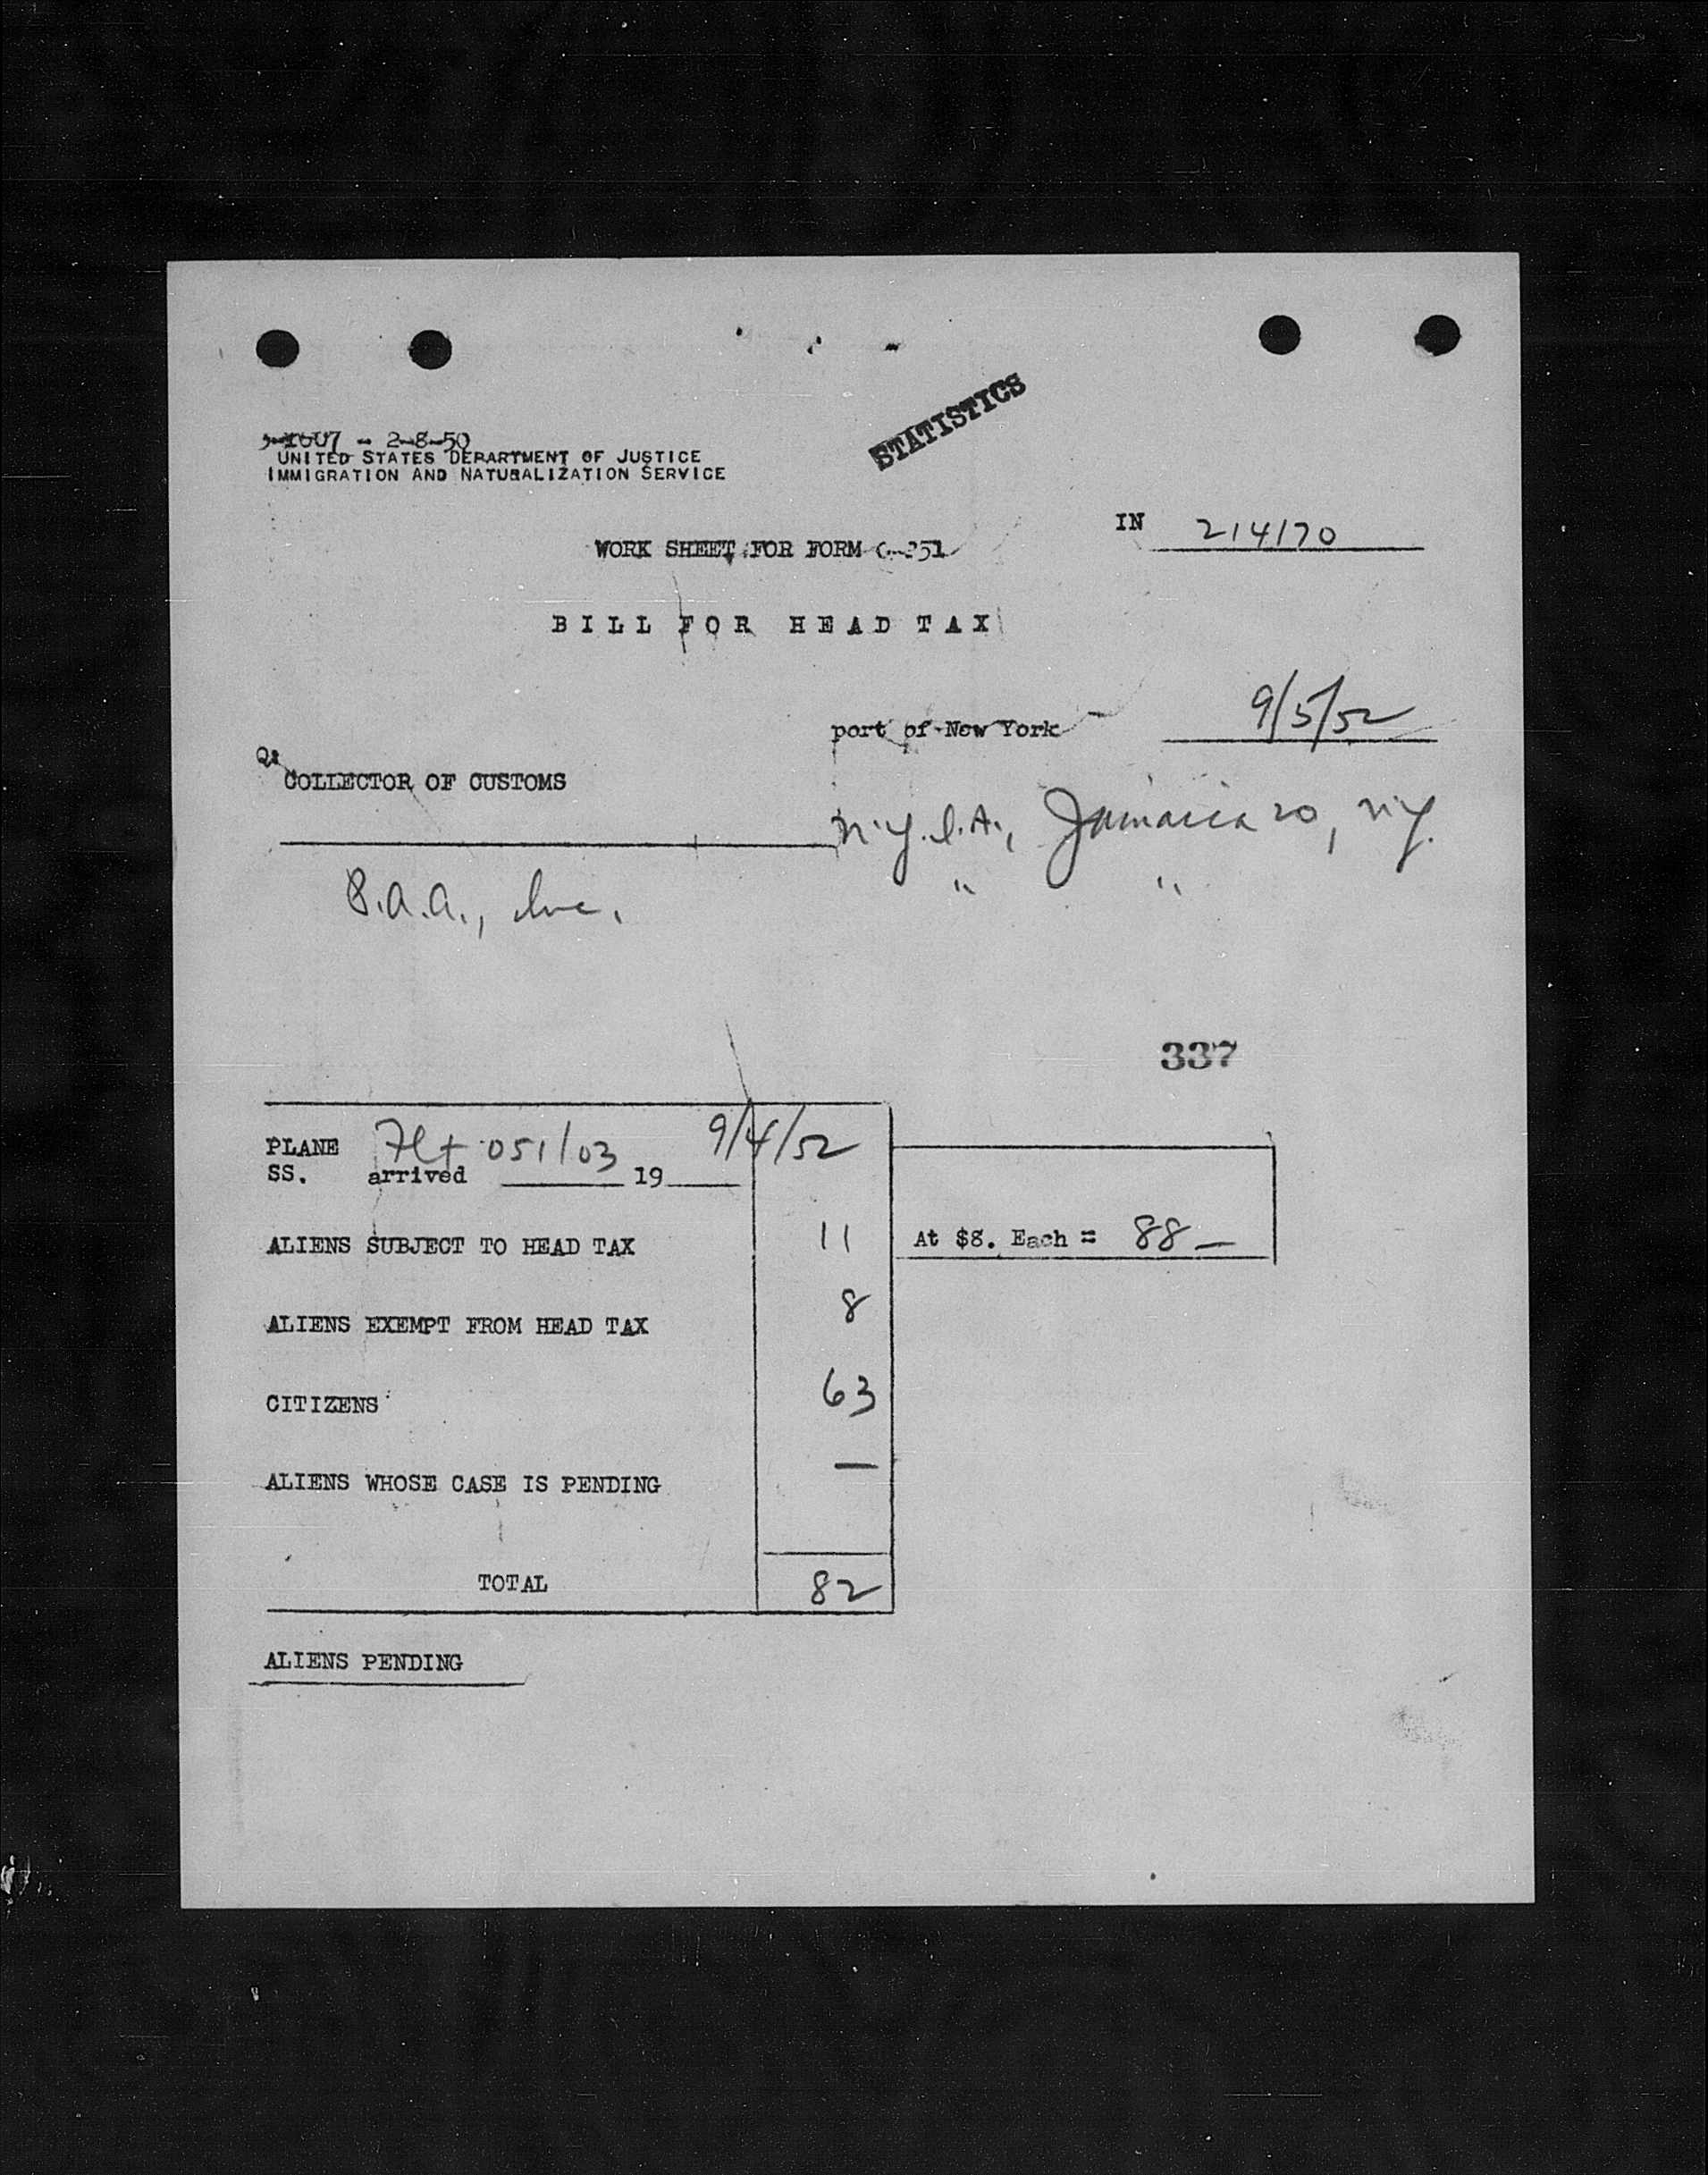 STATISTICS
-1607 - 2-8-50
UNITED STATES DEPARTMENT OF JUSTICE
IMMIGRATION AND NATURALIZATION SERVICE
IN 214170
WORK SHEET FOR FORM G-251
BILL FOR HEAD TAX
port of New York 9/5/52
COLLECTOR OF CUSTOMS
N.Y.I.A., Jamaica 20, N.Y.
" "
P.A.A., Inc.
337
PLANE Flt 051/03 9/4/52
SS. arrived 19
ALIENS SUBJECT TO HEAD TAX 11 At $8. Each = 88 —
ALIENS EXEMPT FROM HEAD TAX 8
CITIZENS 63
ALIENS WHOSE CASE IS PENDING —
TOTAL 82
ALIENS PENDING